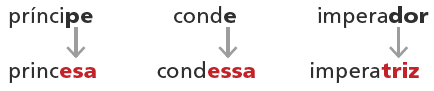 príncipe conde imperador
princesa condessa imperatriz